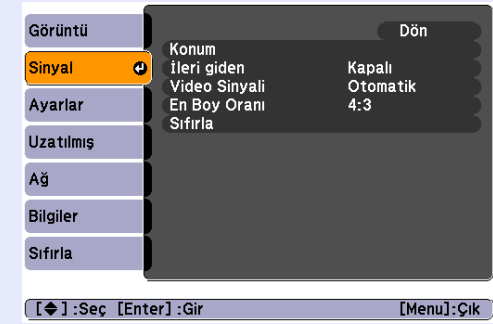 Görüntü
Sinyal
Ayarlar
Uzatılmış
Ağ
Bilgiler
Sıfırla
Dön
Konum
İleri giden Kapalı
Video Sinyali Otomatik
En Boy Oranı 4:3
Sıfırla
[◆] :Seç [Enter] :Gir [Menu]:Çık